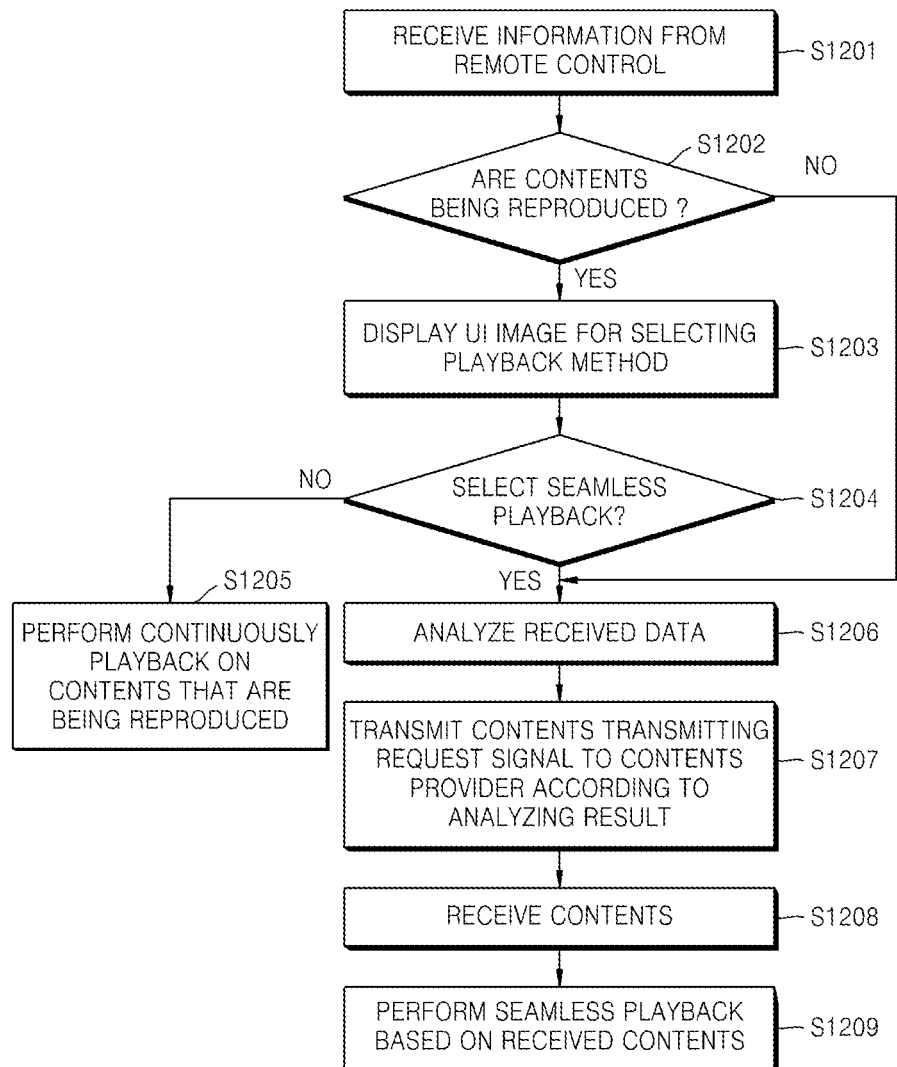 RECEIVE INFORMATION FROM
REMOTE CONTROL
S1201
S1202
NO
ARE CONTENTS
BEING REPRODUCED ?
YES
DISPLAY UI IMAGE FOR SELECTING
PLAYBACK METHOD
S1203
NO
SELECT SEAMLESS
PLAYBACK?
S1204
YES
S1205
PERFORM CONTINUOUSLY
PLAYBACK ON
CONTENTS THAT ARE
BEING REPRODUCED
ANALYZE RECEIVED DATA
S1206
TRANSMIT CONTENTS TRANSMITTING
REQUEST SIGNAL TO CONTENTS
PROVIDER ACCORDING TO
ANALYZING RESULT
S1207
RECEIVE CONTENTS
S1208
PERFORM SEAMLESS PLAYBACK
BASED ON RECEIVED CONTENTS
S1209